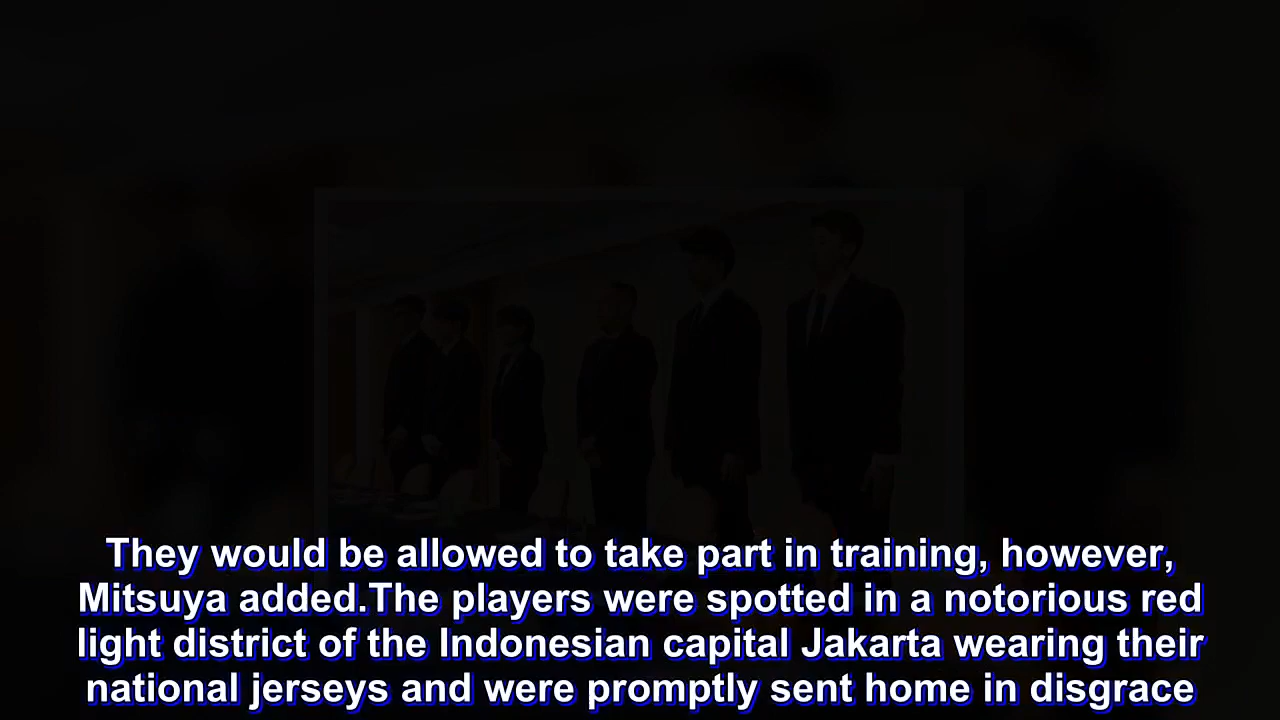 They would be allowed to take part in training, however,
Mitsuya added.The players were spotted in a notorious red
light district of the Indonesian capital Jakarta wearing their
national jerseys and were promptly sent home in disgrace